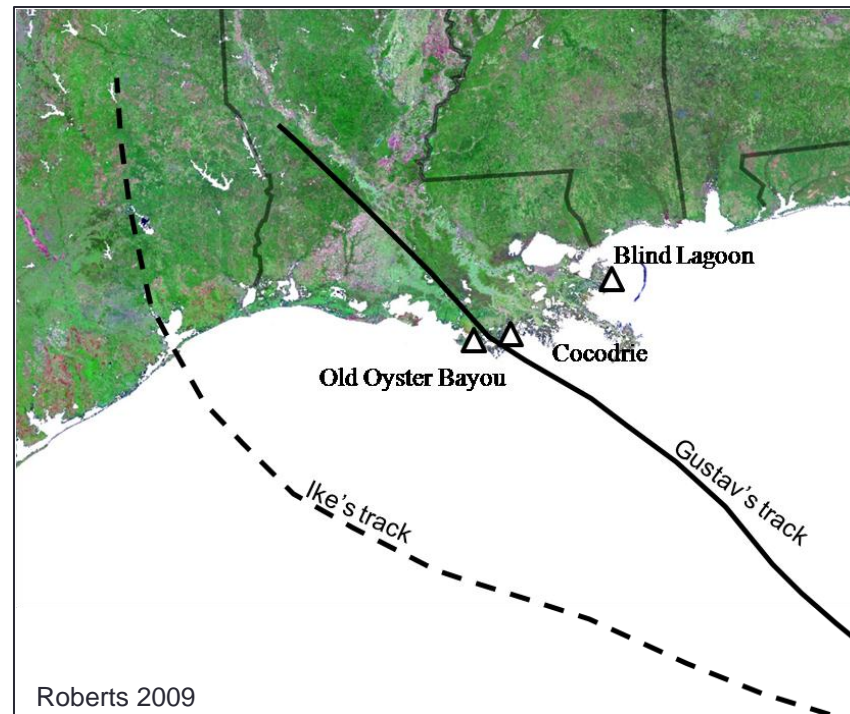 Blind Lagoon
Cocodrie
Old Oyster Bayou
Gustav's track
Ike's track
Roberts 2009